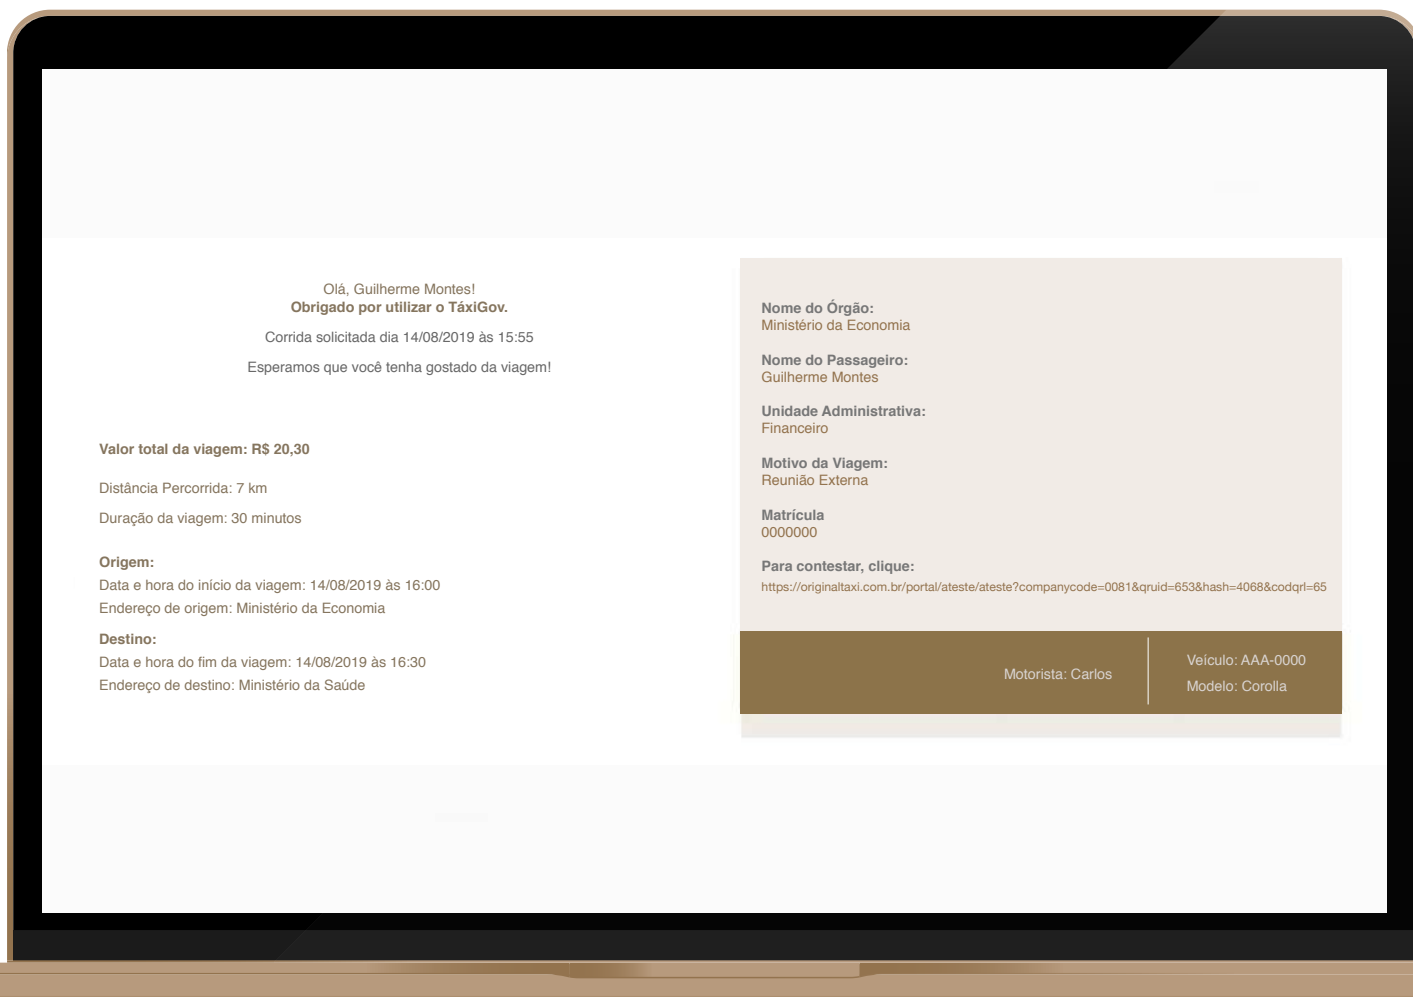 Olá, Guilherme Montes!
Obrigado por utilizar o TáxiGov.
Corrida solicitada dia 14/08/2019 às 15:55
Esperamos que você tenha gostado da viagem!
Valor total da viagem: R$ 20,30
Distância Percorrida: 7 km
Duração da viagem: 30 minutos
Origem:
Data e hora do início da viagem: 14/08/2019 às 16:00
Endereço de origem: Ministério da Economia
Destino:
Data e hora do fim da viagem: 14/08/2019 às 16:30
Endereço de destino: Ministério da Saúde
Nome do Órgão:
Ministério da Economia
Nome do Passageiro:
Guilherme Montes
Unidade Administrativa:
Financeiro
Motivo da Viagem:
Reunião Externa
Matrícula
0000000
Para contestar, clique:
https://originaltaxi.com.br/portal/ateste/ateste?companycode=0081&qruid=653&hash=4068&codqrl=65
Motorista: Carlos
Veículo: AAA-0000
Modelo: Corolla